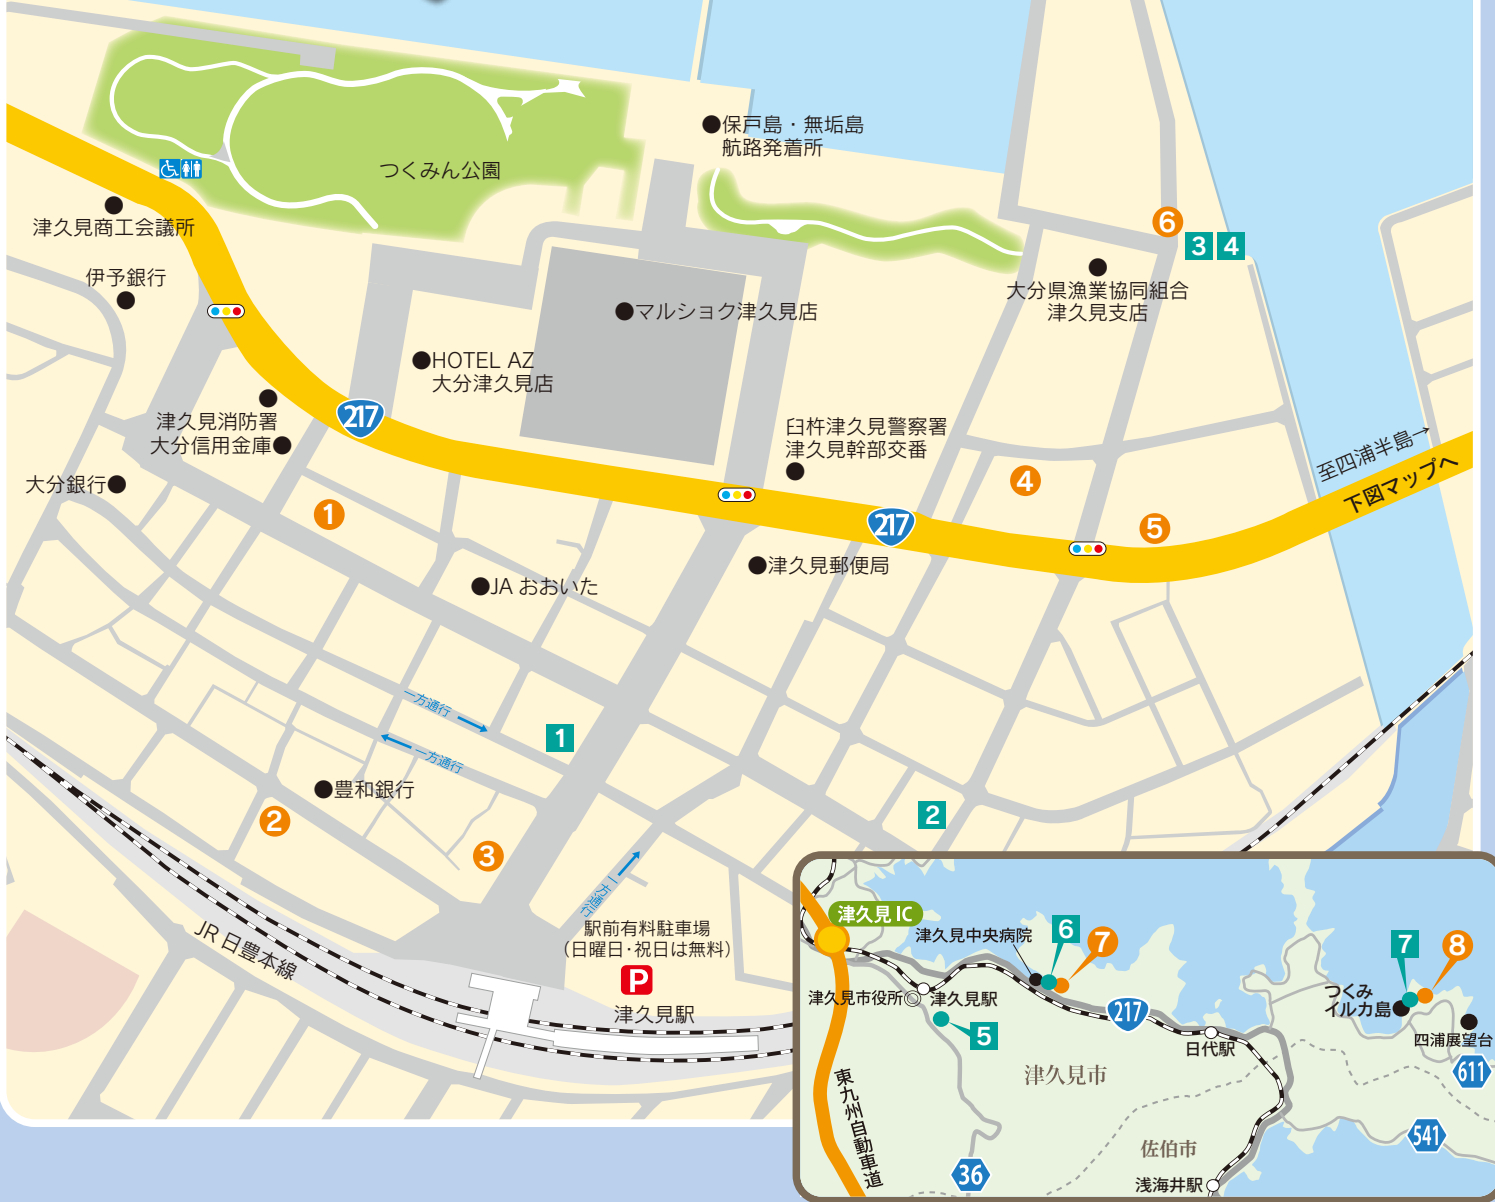 保戸島・無垢島
航路発着所
つくみん公園
津久見商工会議所
6
3 4
伊予銀行
大分県漁業協同組合
津久見支店
マルショク津久見店
HOTEL AZ
大分津久見店
217
津久見消防署
大分信用金庫
臼杵津久見警察署
津久見幹部交番
至四浦半島→
下図マップへ
大分銀行
4
1
217
5
津久見郵便局
JA おおいた
一方通行
一方通行
1
豊和銀行
2
2
3
一方通行
駅前有料駐車場
(日曜日・祝日は無料)
P
津久見駅
JR 日豊本線
津久見 IC
津久見中央病院
6
7
7
8
津久見市役所
津久見駅
つくみ
イルカ島
217
5
日代駅
四浦展望台
611
津久見市
東九州自動車道
佐伯市
541
36
浅海井駅